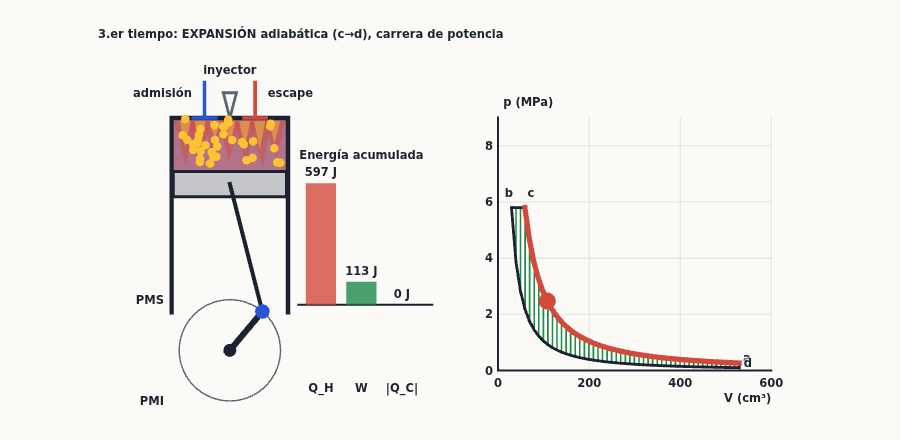 3.er tiempo: EXPANSIÓN adiabática (c→d), carrera de potencia
inyector
admisión
escape
Energía acumulada
597 J
113 J
0 J
PMS
PMI
Q_H
W
|Q_C|
p (MPa)
8
6
4
2
0
b
c
d
0
200
400
600
V (cm³)